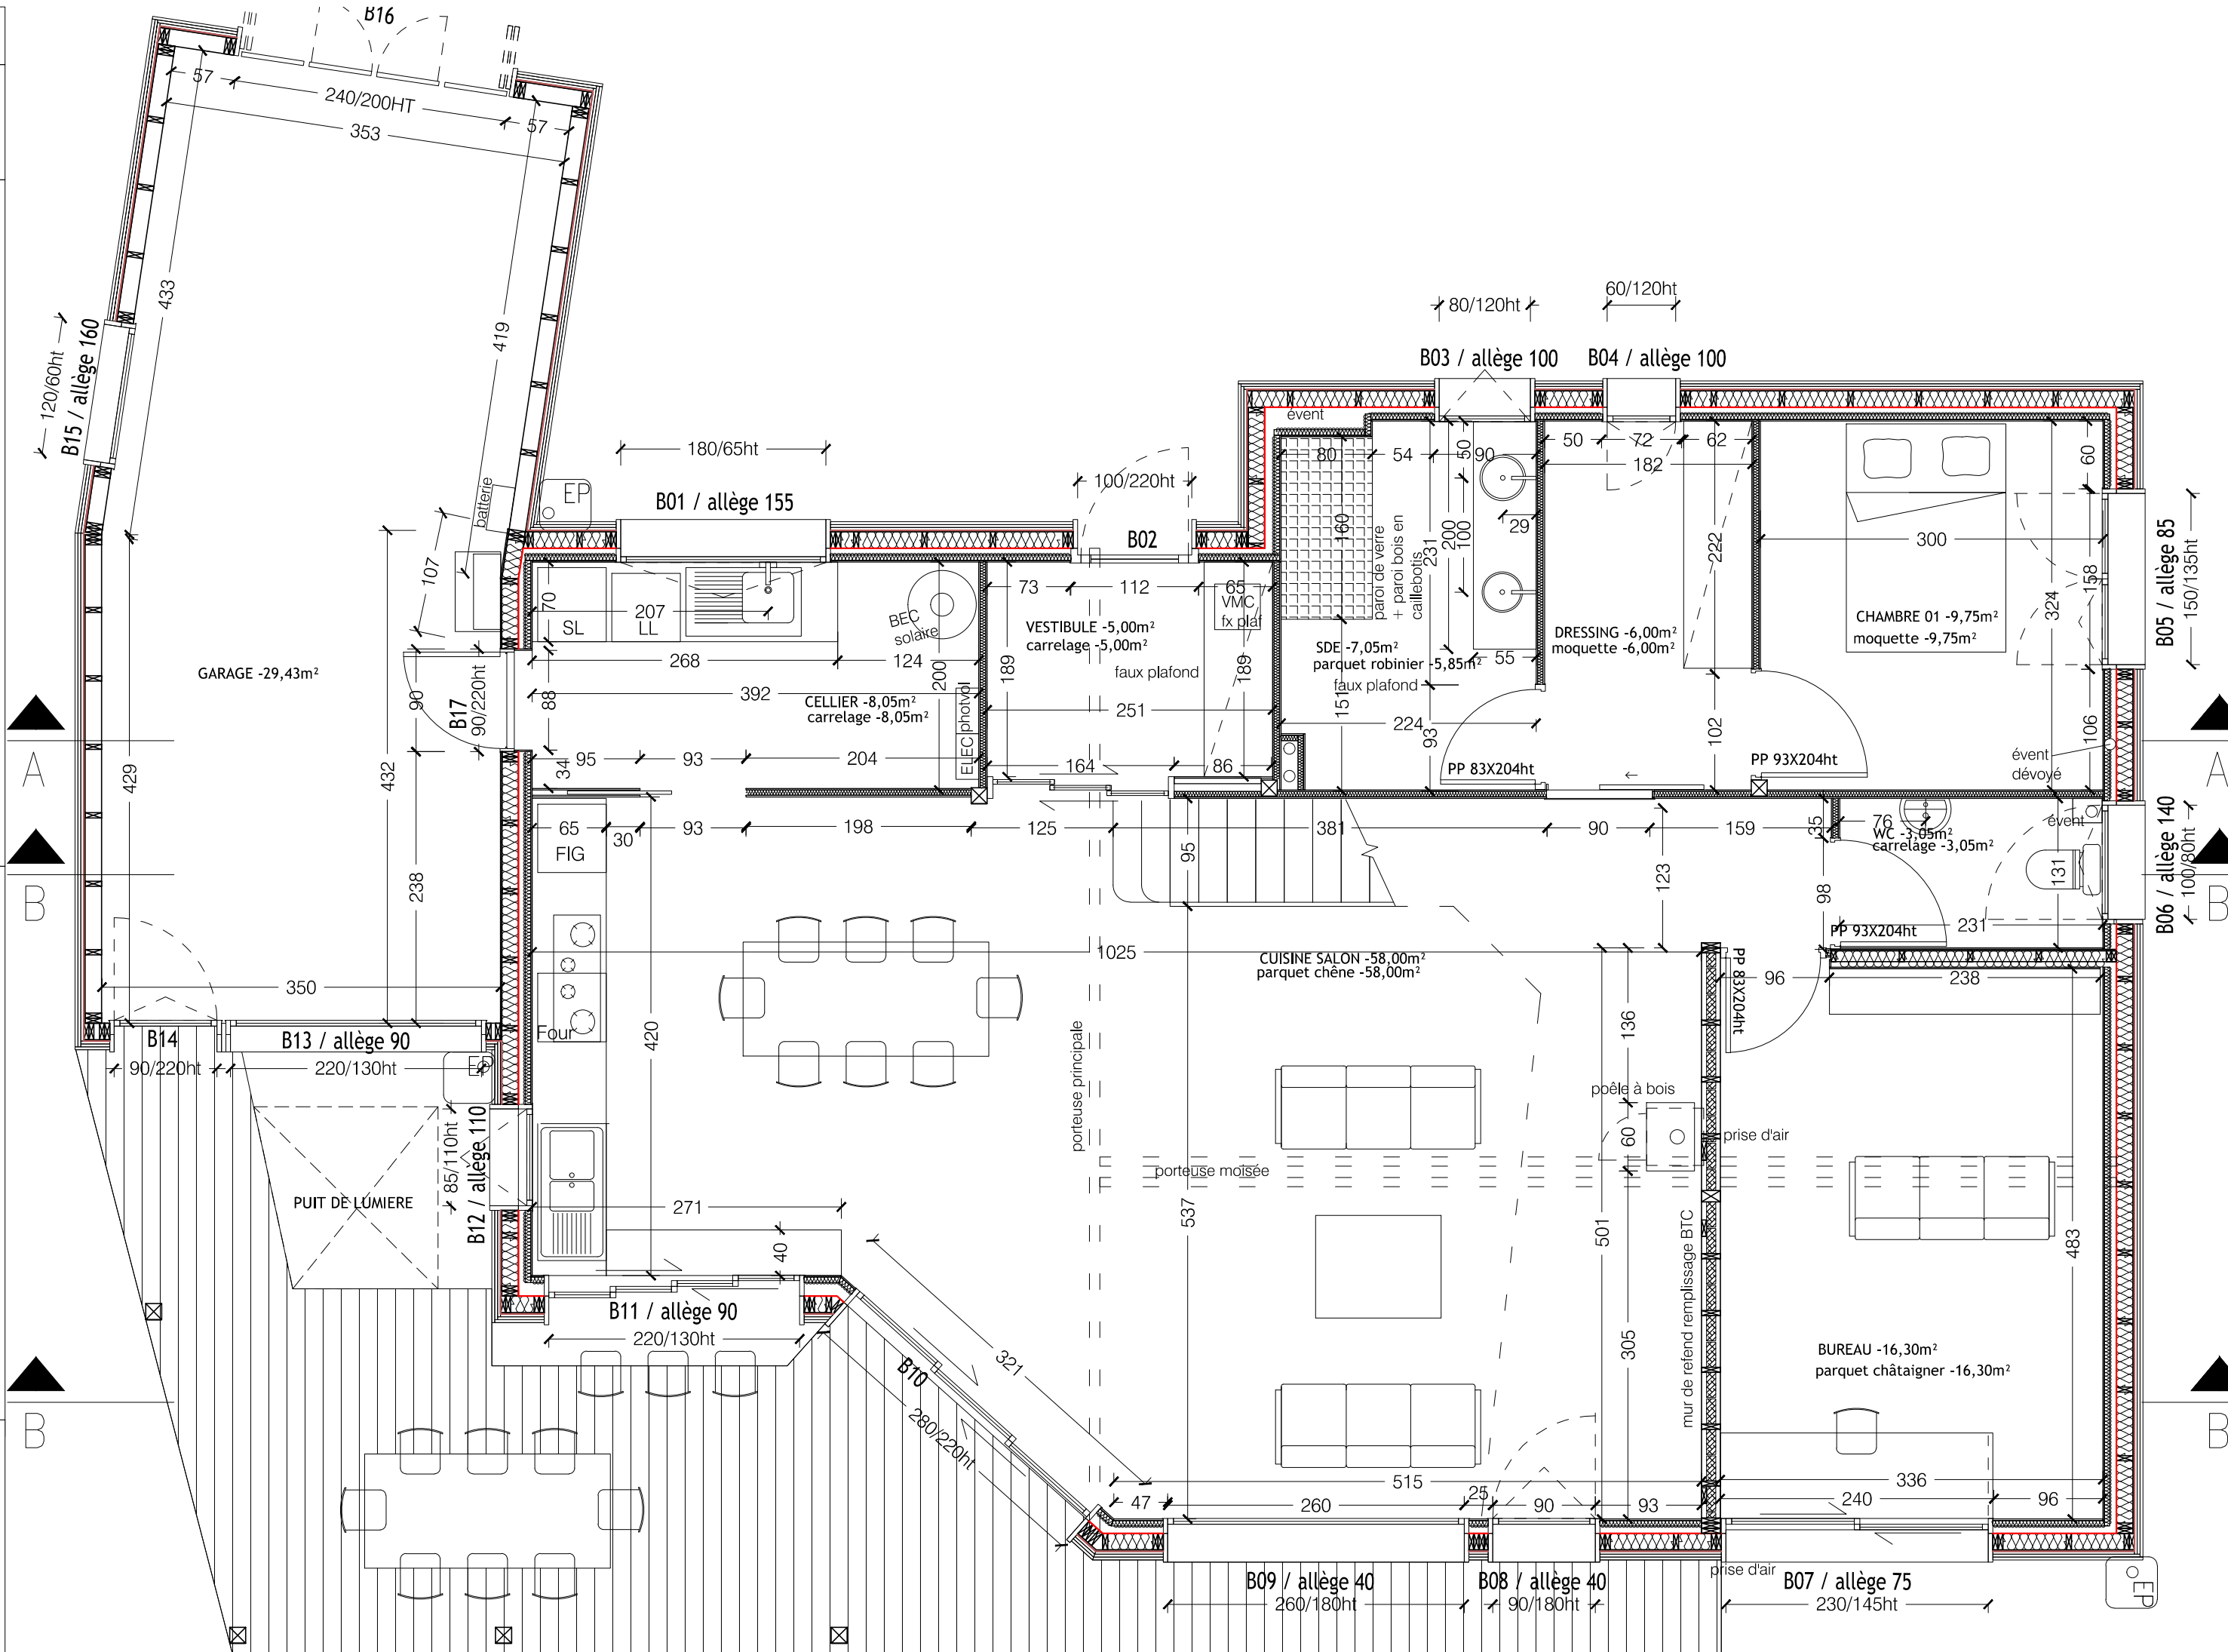 B16
57
240/200HT
57
353
433
419
120/60ht
B15 / allège 160
batterie
107
180/65ht
EP
B01 / allège 155
100/220ht
B02
80/120ht
60/120ht
B03 / allège 100
B04 / allège 100
évent
80
54
90
50
50
72
62
182
60
160
paroi de verre
+ parois bois en
caillebotis
231
200
100
29
222
300
324
158
B05 / allège 85
150/135ht
70
SL
207
LL
BEC
solaire
268
124
200
392
CELLIER -8,05m²
carrelage -8,05m²
ELEC
photvol
73
112
65
VMC
fx plaf
VESTIBULE -5,00m²
carrelage -5,00m²
faux plafond
189
189
251
164
86
SDE -7,05m²
parquet robinier -5,85m²
faux plafond
55
151
224
93
PP 83X204ht
DRESSING -6,00m²
moquette -6,00m²
102
PP 93X204ht
CHAMBRE 01 -9,75m²
moquette -9,75m²
106
évent
dévoyé
GARAGE -29,43m²
90
B17
90/220ht
88
34
95
93
204
A
A
429
432
238
65
FIG
30
93
198
125
381
90
159
35
76
WC -3,05m²
carrelage -3,05m²
évent
131
98
231
PP 93X204ht
B06 / allège 140
100/80ht
B
B
95
123
1025
CUISINE SALON -58,00m²
parquet chêne -58,00m²
PP 83X204ht
96
238
350
Four
420
136
B14
B13 / allège 90
90/220ht
220/130ht
EP
porteuse principale
poêle à bois
60
prise d'air
porteuse moisée
85/110ht
B12 / allège 110
PUIT DE LUMIERE
271
40
537
501
mur de refend remplissage BTC
483
B11 / allège 90
220/130ht
321
305
B10
280/220ht
BUREAU -16,30m²
parquet châtaigner -16,30m²
B
B
515
47
260
25
90
93
336
240
96
prise d'air
B09 / allège 40
260/180ht
B08 / allège 40
90/180ht
B07 / allège 75
230/145ht
EP